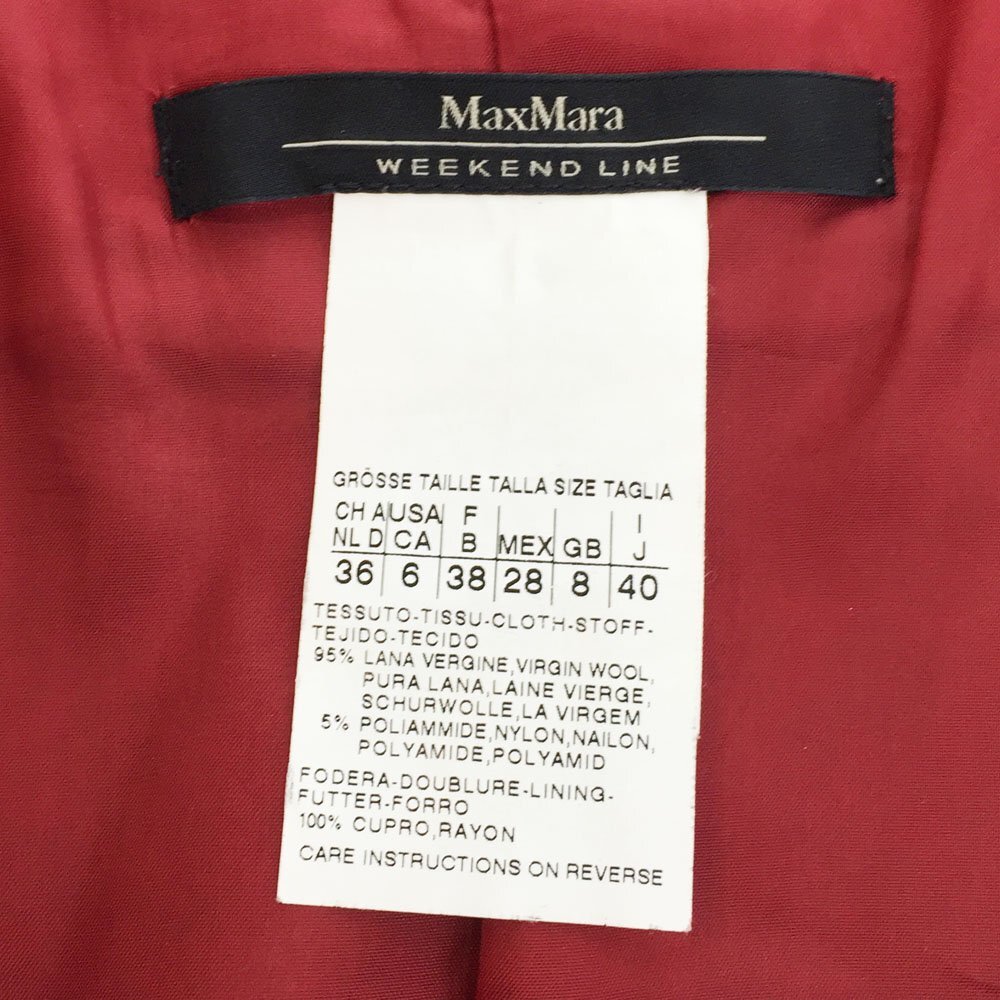 MaxMara
WEEKEND LINE
GRÖSSE TAILLE TALLA SIZE TAGLIA
CH A USA F I
NL D CA B MEX GB J
36 6 38 28 8 40
TESSUTO-TISSU-CLOTH-STOFF-
TEJIDO-TECIDO
95% LANA VERGINE,VIRGIN WOOL,
PURA LANA,LAINE VIERGE,
SCHURWOLLE,LA VIRGEM
5% POLIAMMIDE,NYLON,NAILON,
POLYAMIDE,POLYAMID
FODERA-DOUBLURE-LINING-
FUTTER-FORRO
100% CUPRO,RAYON
CARE INSTRUCTIONS ON REVERSE